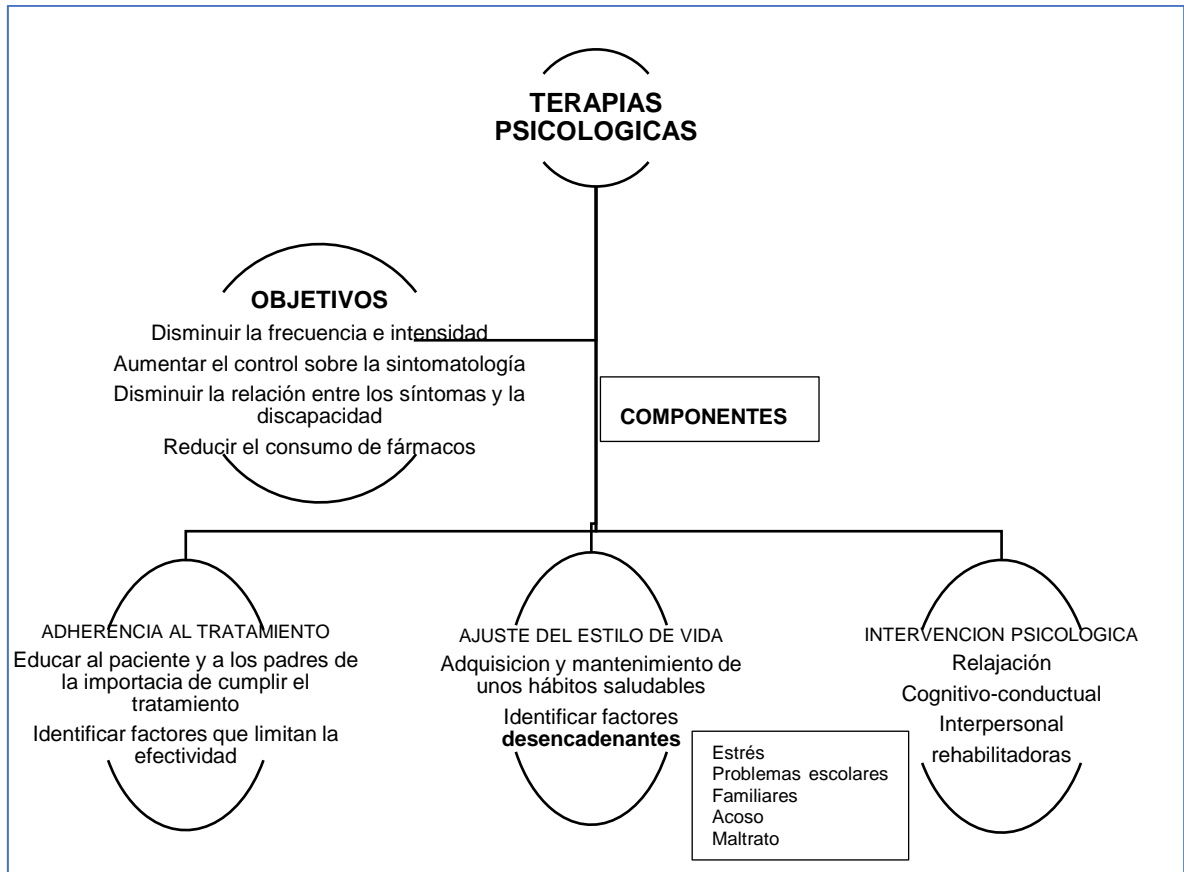 TERAPIAS
PSICOLOGICAS
OBJETIVOS
Disminuir la frecuencia e intensidad
Aumentar el control sobre la sintomatología
Disminuir la relación entre los síntomas y la
discapacidad
Reducir el consumo de fármacos
COMPONENTES
ADHERENCIA AL TRATAMIENTO
Educar al paciente y a los padres de
la importacia de cumplir el
tratamiento
Identificar factores que limitan la
efectividad
AJUSTE DEL ESTILO DE VIDA
Adquisicion y mantenimiento de
unos hábitos saludables
Identificar factores
desencadenantes
Estrés
Problemas escolares
Familiares
Acoso
Maltrato
INTERVENCION PSICOLOGICA
Relajación
Cognitivo-conductual
Interpersonal
rehabilitadoras